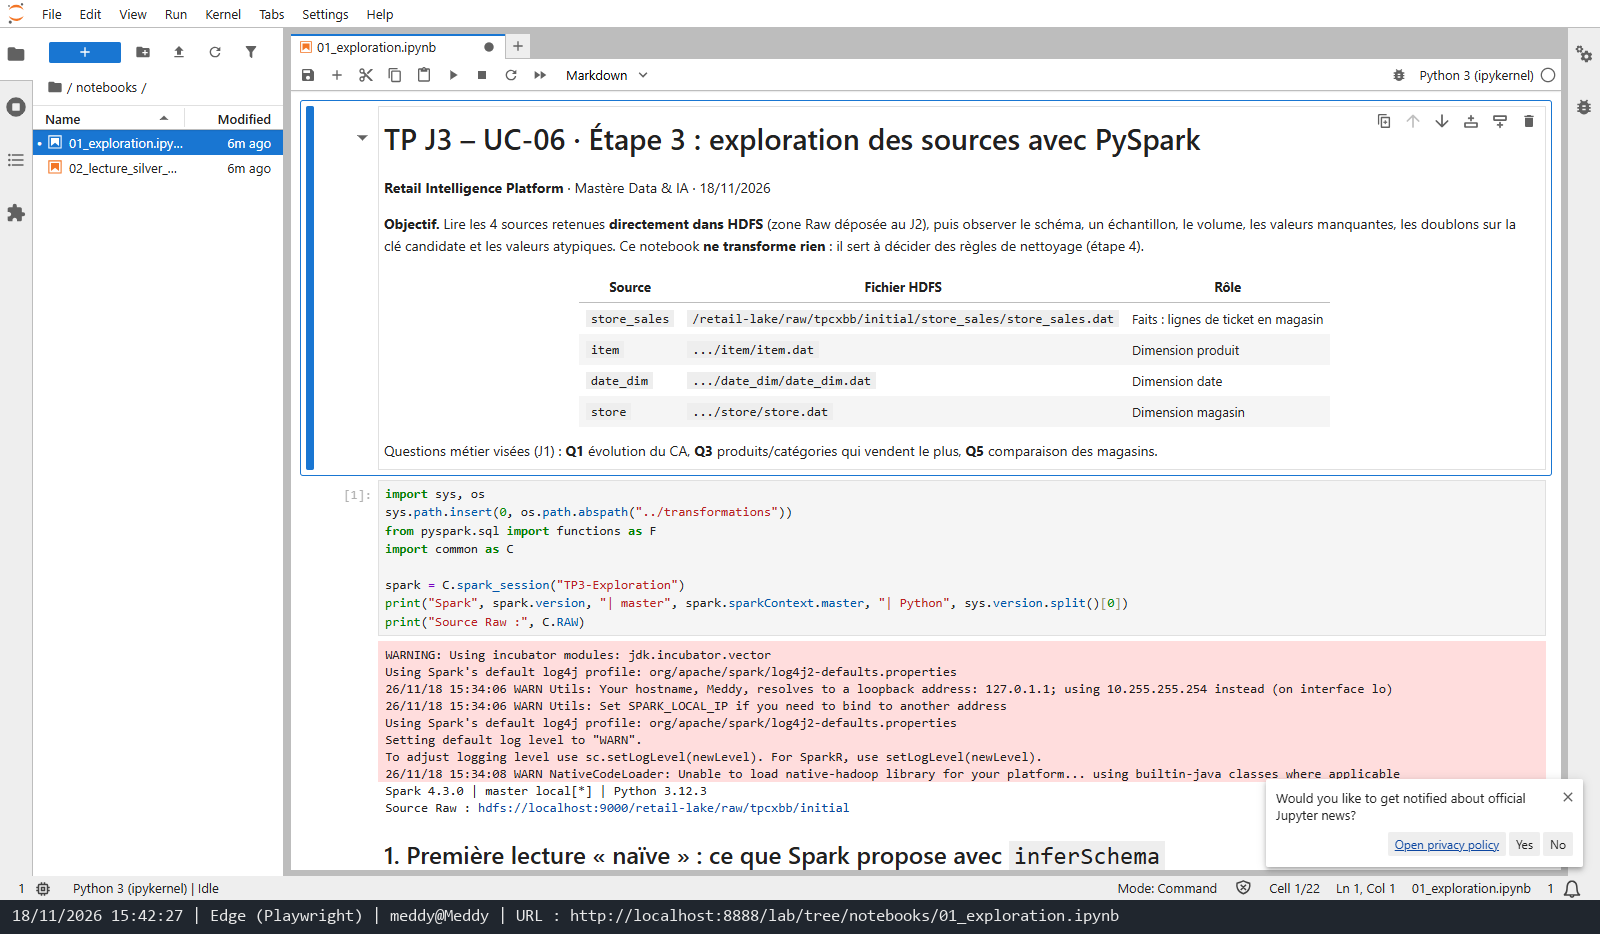 File Edit View Run Kernel Tabs Settings Help
/ notebooks /
Name Modified
01_exploration.ipy... 6m ago
02_lecture_silver_... 6m ago
01_exploration.ipynb
Markdown
Python 3 (ipykernel)
TP J3 – UC-06 · Étape 3 : exploration des sources avec PySpark
Retail Intelligence Platform · Mastère Data & IA · 18/11/2026
Objectif. Lire les 4 sources retenues directement dans HDFS (zone Raw déposée au J2), puis observer le schéma, un échantillon, le volume, les valeurs manquantes, les doublons sur la
clé candidate et les valeurs atypiques. Ce notebook ne transforme rien : il sert à décider des règles de nettoyage (étape 4).
Source Fichier HDFS Rôle
store_sales /retail-lake/raw/tpcxbb/initial/store_sales/store_sales.dat Faits : lignes de ticket en magasin
item .../item/item.dat Dimension produit
date_dim .../date_dim/date_dim.dat Dimension date
store .../store/store.dat Dimension magasin
Questions métier visées (J1) : Q1 évolution du CA, Q3 produits/catégories qui vendent le plus, Q5 comparaison des magasins.
[1]:
import sys, os
sys.path.insert(0, os.path.abspath("../transformations"))
from pyspark.sql import functions as F
import common as C
spark = C.spark_session("TP3-Exploration")
print("Spark", spark.version, "| master", spark.sparkContext.master, "| Python", sys.version.split()[0])
print("Source Raw :", C.RAW)
WARNING: Using incubator modules: jdk.incubator.vector
Using Spark's default log4j profile: org/apache/spark/log4j2-defaults.properties
26/11/18 15:34:06 WARN Utils: Your hostname, Meddy, resolves to a loopback address: 127.0.1.1; using 10.255.255.254 instead (on interface lo)
26/11/18 15:34:06 WARN Utils: Set SPARK_LOCAL_IP if you need to bind to another address
Using Spark's default log4j profile: org/apache/spark/log4j2-defaults.properties
Setting default log level to "WARN".
To adjust logging level use sc.setLogLevel(newLevel). For SparkR, use setLogLevel(newLevel).
26/11/18 15:34:08 WARN NativeCodeLoader: Unable to load native-hadoop library for your platform... using builtin-java classes where applicable
Spark 4.3.0 | master local[*] | Python 3.12.3
Source Raw : hdfs://localhost:9000/retail-lake/raw/tpcxbb/initial
1. Première lecture « naïve » : ce que Spark propose avec inferSchema
Would you like to get notified about official
Jupyter news?
Open privacy policy Yes No
1 Python 3 (ipykernel) | Idle Mode: Command Cell 1/22 Ln 1, Col 1 01_exploration.ipynb 1
18/11/2026 15:42:27 | Edge (Playwright) | meddy@Meddy | URL : http://localhost:8888/lab/tree/notebooks/01_exploration.ipynb